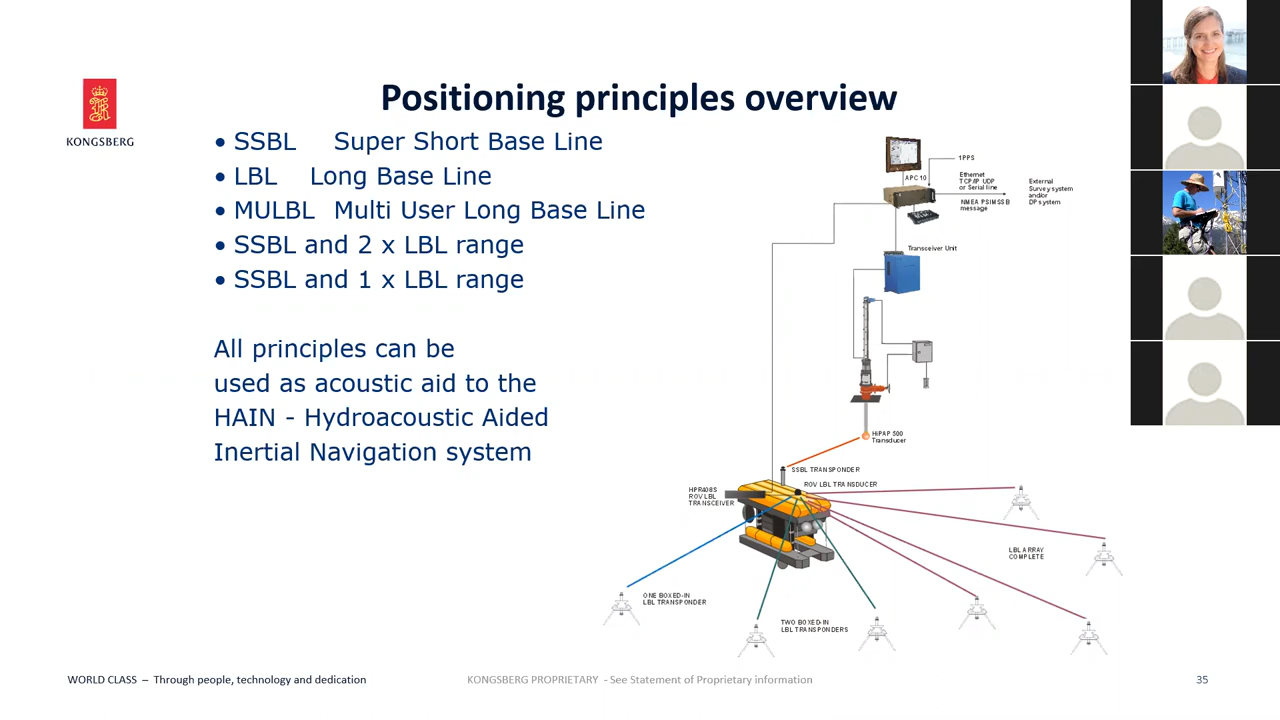 Positioning principles overview
KONGSBERG
• SSBL Super Short Base Line
• LBL Long Base Line
• MULBL Multi User Long Base Line
• SSBL and 2 x LBL range
• SSBL and 1 x LBL range
All principles can be
used as acoustic aid to the
HAIN - Hydroacoustic Aided
Inertial Navigation system
1PPS
APC 10
Ethernet
TCP/IP UDP
or Serial line
NMEA PSIMSSB
message
External
Survey system
and/or
DP system
Transceiver Unit
HiPAP 500
Transducer
SSBL TRANSPONDER
ROV LBL TRANSDUCER
HPR408S
ROV LBL
TRANSCEIVER
LBL ARRAY
COMPLETE
ONE BOXED-IN
LBL TRANSPONDER
TWO BOXED-IN
LBL TRANSPONDERS
WORLD CLASS – Through people, technology and dedication
KONGSBERG PROPRIETARY - See Statement of Proprietary information
35